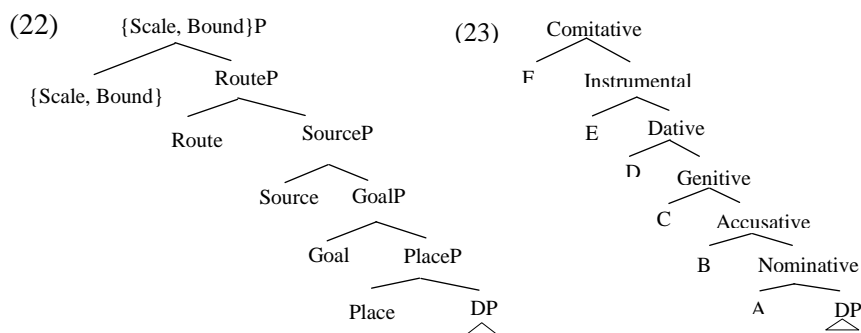 (22)
{Scale, Bound}P
{Scale, Bound}
RouteP
Route
SourceP
Source
GoalP
Goal
PlaceP
Place
DP
(23)
Comitative
F
Instrumental
E
Dative
D
Genitive
C
Accusative
B
Nominative
A
DP